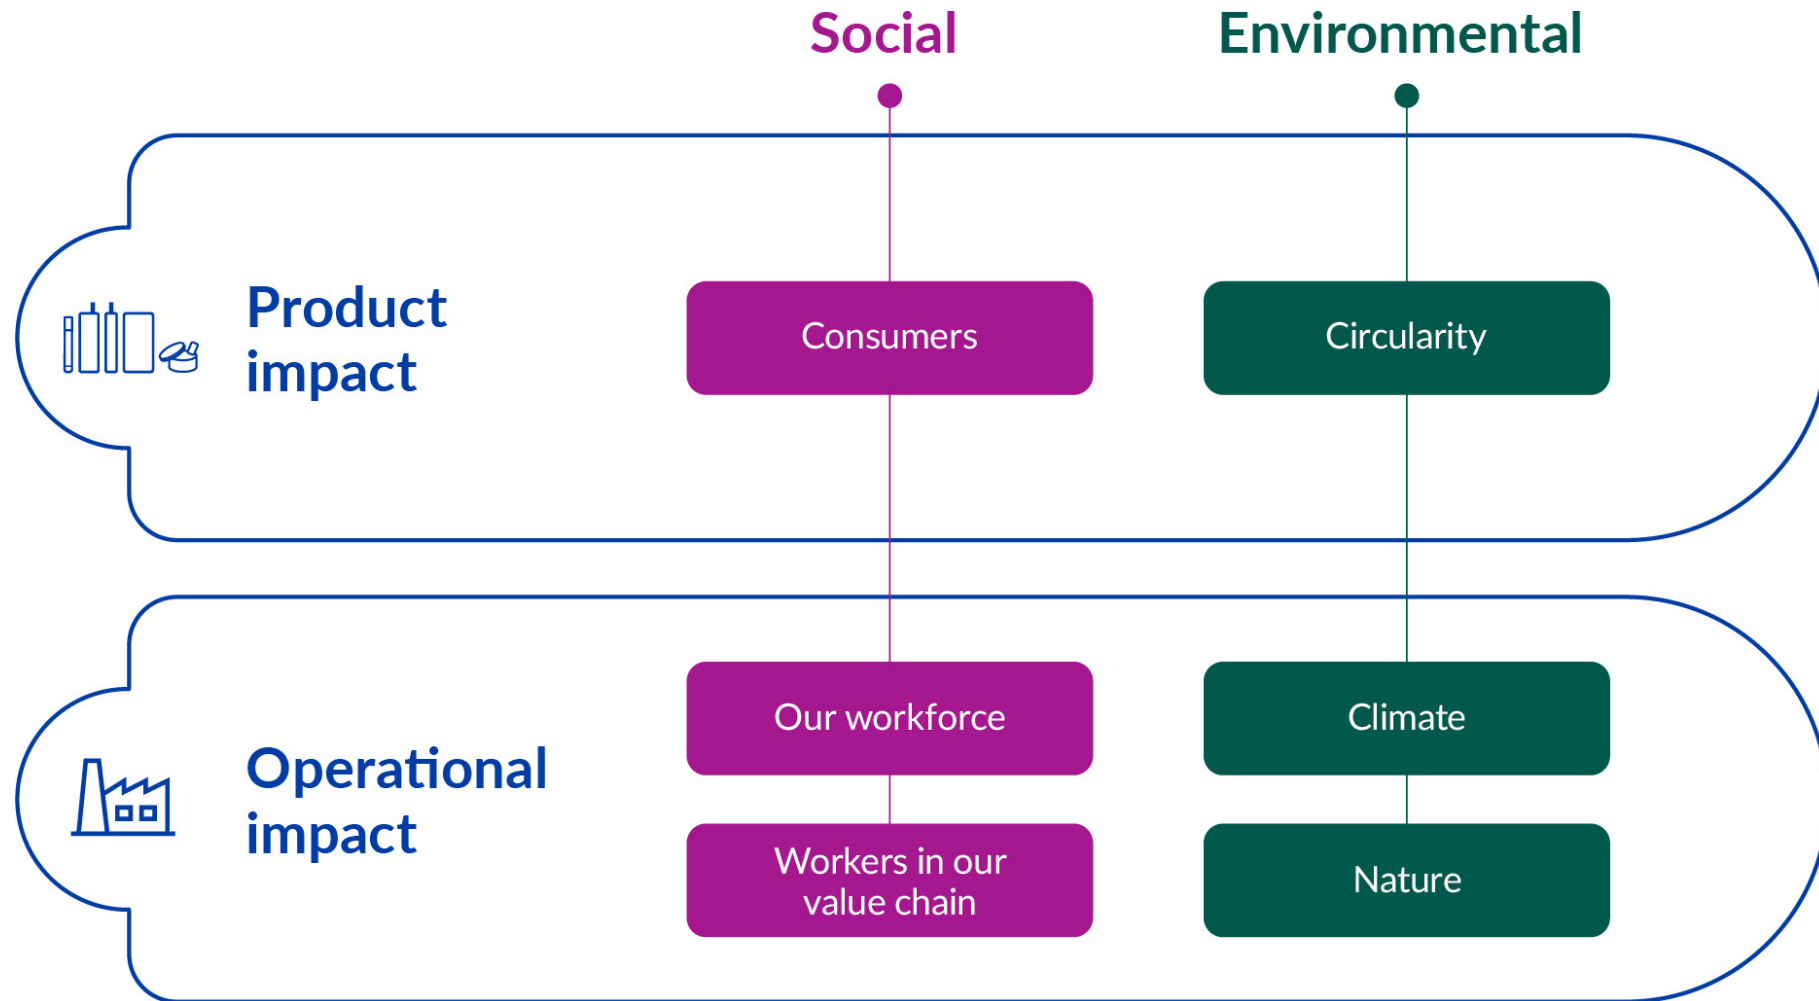 Social
Environmental
Product
impact
Consumers
Circularity
Operational
impact
Our workforce
Climate
Workers in our
value chain
Nature